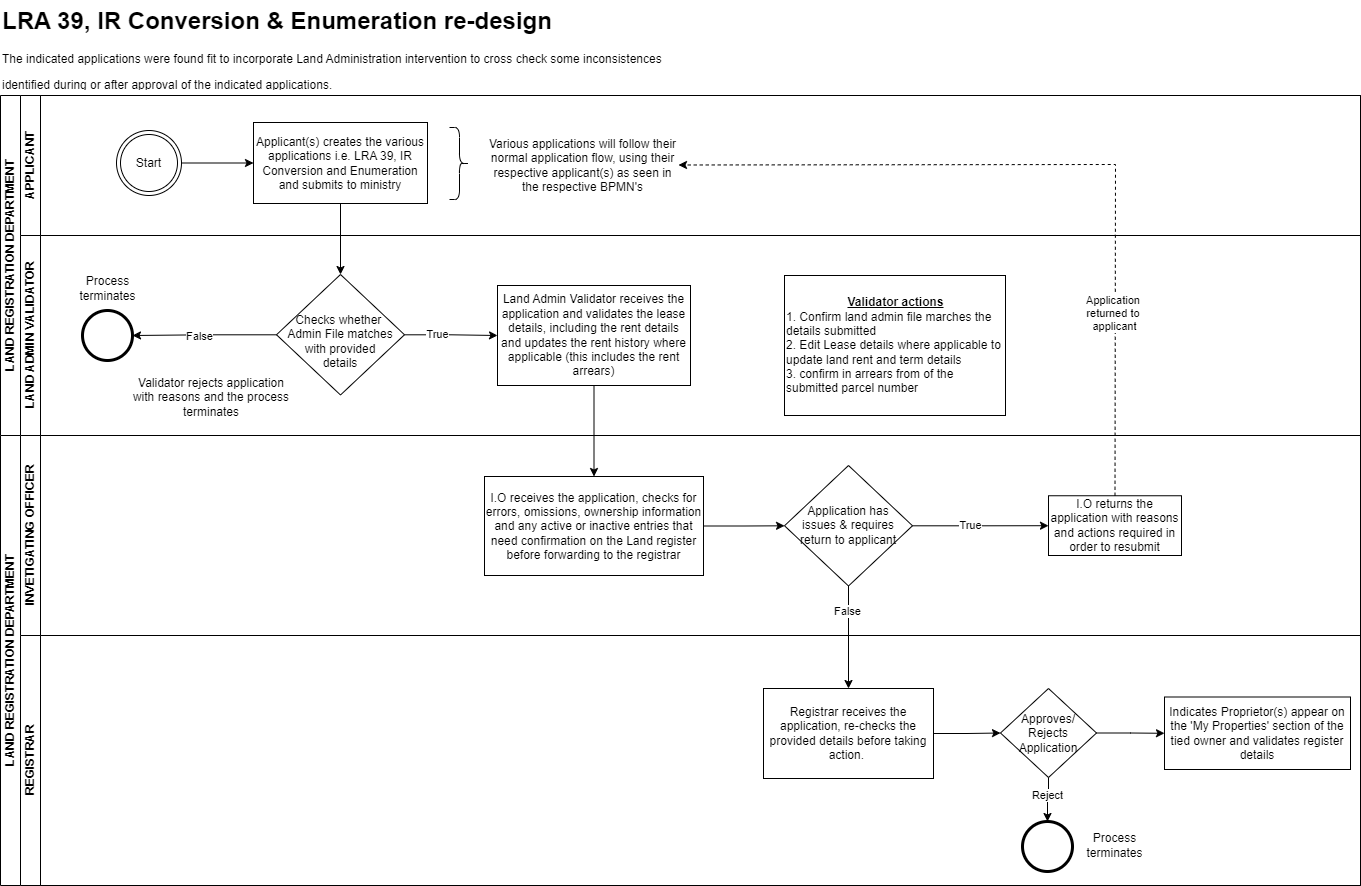 LRA 39, IR Conversion & Enumeration re-design
The indicated applications were found fit to incorporate Land Administration intervention to cross check some inconsistences
identified during or after approval of the indicated applications.
LAND REGISTRATION DEPARTMENT
APPLICANT
Start
Applicant(s) creates the various
applications i.e. LRA 39, IR
Conversion and Enumeration
and submits to ministry
Various applications will follow their
normal application flow, using their
respective applicant(s) as seen in
the respective BPMN's
LAND ADMIN VALIDATOR
Process
terminates
False
Checks whether
Admin File matches
with provided
details
True
Validator rejects application
with reasons and the process
terminates
Land Admin Validator receives the
application and validates the lease
details, including the rent details
and updates the rent history where
applicable (this includes the rent
arrears)
Validator actions
1. Confirm land admin file marches the
details submitted
2. Edit Lease details where applicable to
update land rent and term details
3. confirm in arrears from of the
submitted parcel number
Application
returned to
applicant
LAND REGISTRATION DEPARTMENT
INVETIGATING OFFICER
I.O receives the application, checks for
errors, omissions, ownership information
and any active or inactive entries that
need confirmation on the Land register
before forwarding to the registrar
Application has
issues & requires
return to applicant
True
I.O returns the
application with reasons
and actions required in
order to resubmit
False
REGISTRAR
Registrar receives the
application, re-checks the
provided details before taking
action.
Approves/
Rejects
Application
Indicates Proprietor(s) appear on
the 'My Properties' section of the
tied owner and validates register
details
Reject
Process
terminates